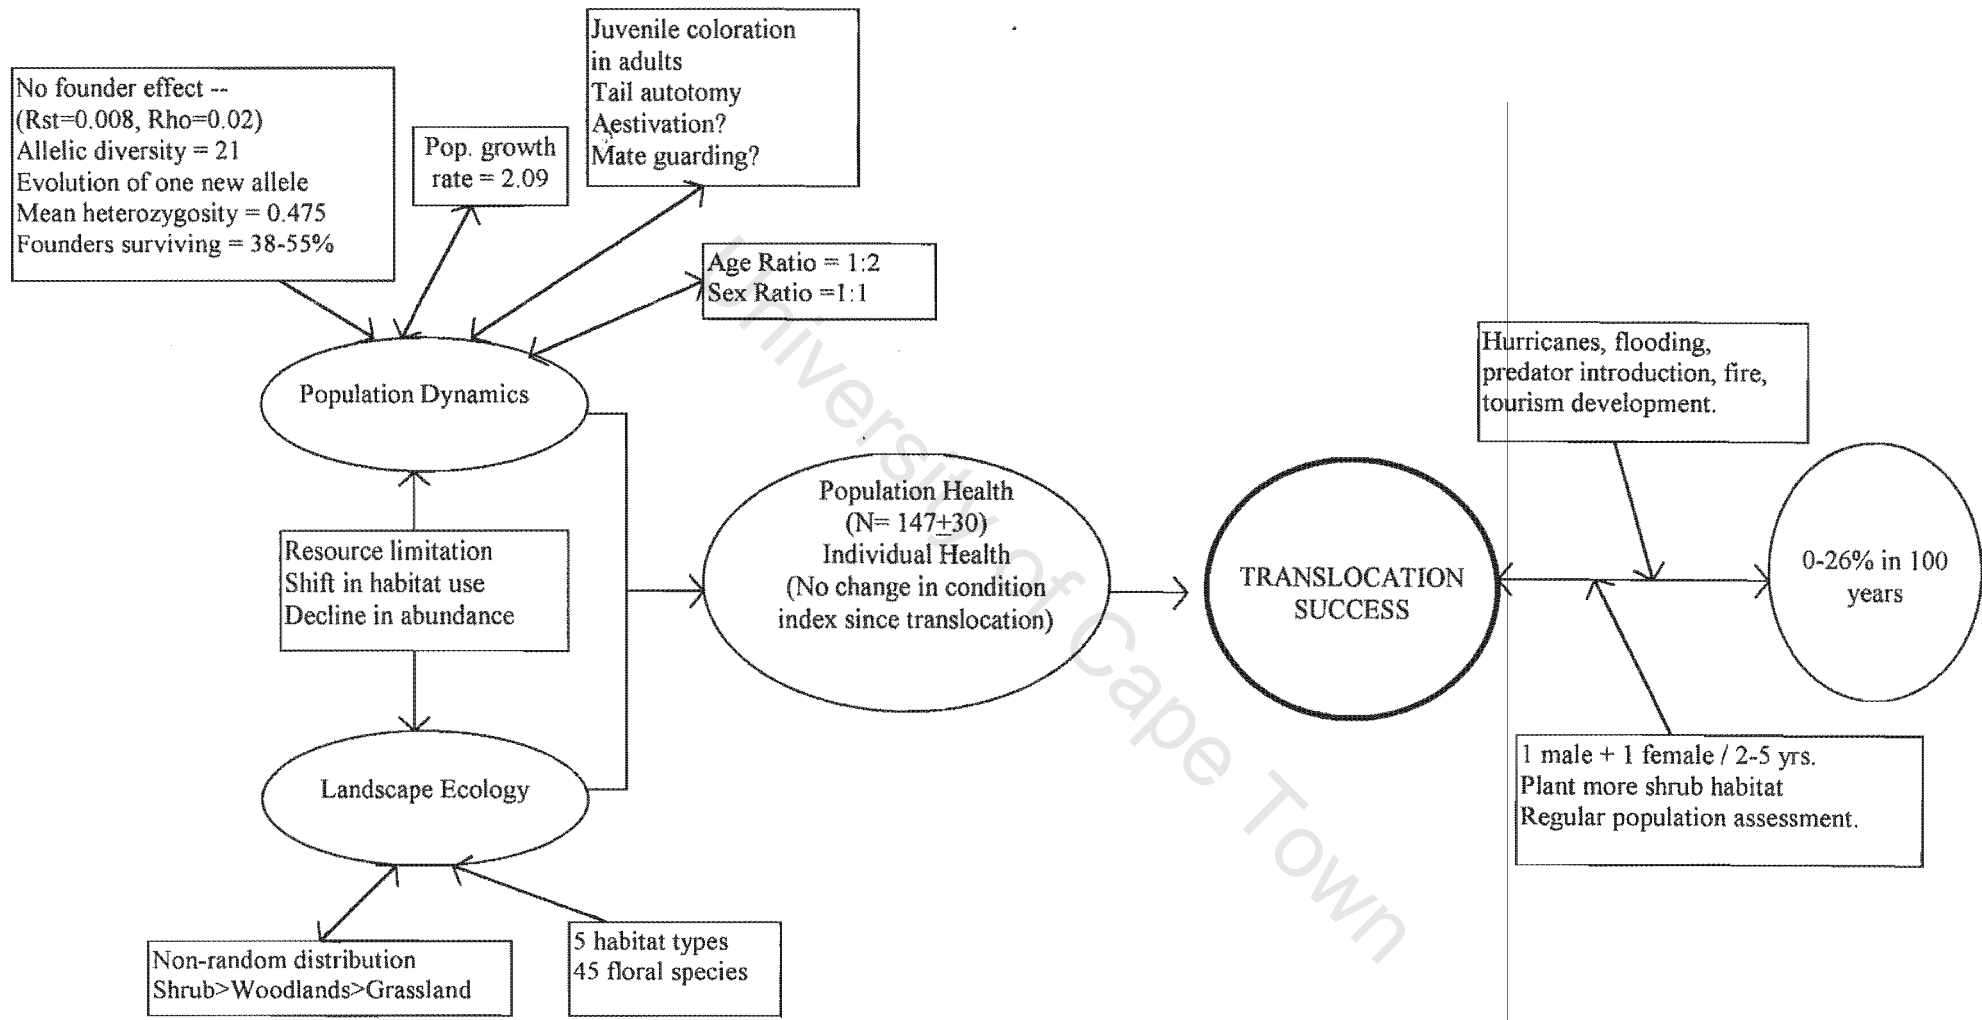 Juvenile coloration
in adults
Tail autotomy
Aestivation?
Mate guarding?
No founder effect --
(Rst=0.008, Rho=0.02)
Allelic diversity = 21
Evolution of one new allele
Mean heterozygosity = 0.475
Founders surviving = 38-55%
Pop. growth
rate = 2.09
Age Ratio = 1:2
Sex Ratio =1:1
Population Dynamics
Hurricanes, flooding,
predator introduction, fire,
tourism development.
Resource limitation
Shift in habitat use
Decline in abundance
Population Health
(N= 147±30)
Individual Health
(No change in condition
index since translocation)
TRANSLOCATION
SUCCESS
0-26% in 100
years
Landscape Ecology
1 male + 1 female / 2-5 yrs.
Plant more shrub habitat
Regular population assessment.
Non-random distribution
Shrub>Woodlands>Grassland
5 habitat types
45 floral species
University of Cape Town